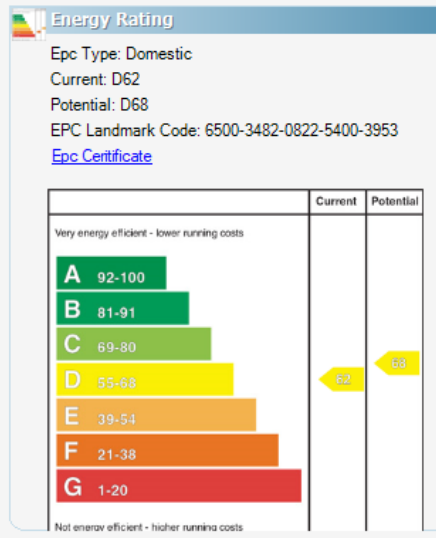 Energy Rating
Epc Type: Domestic
Current: D62
Potential: D68
EPC Landmark Code: 6500-3482-0822-5400-3953
Epc Ceritificate
Current Potential
Very energy efficient - lower running costs
A 92-100
B 81-91
C 69-80
D 55-68
E 39-54
F 21-38
G 1-20
62
68
Not energy efficient - higher running costs